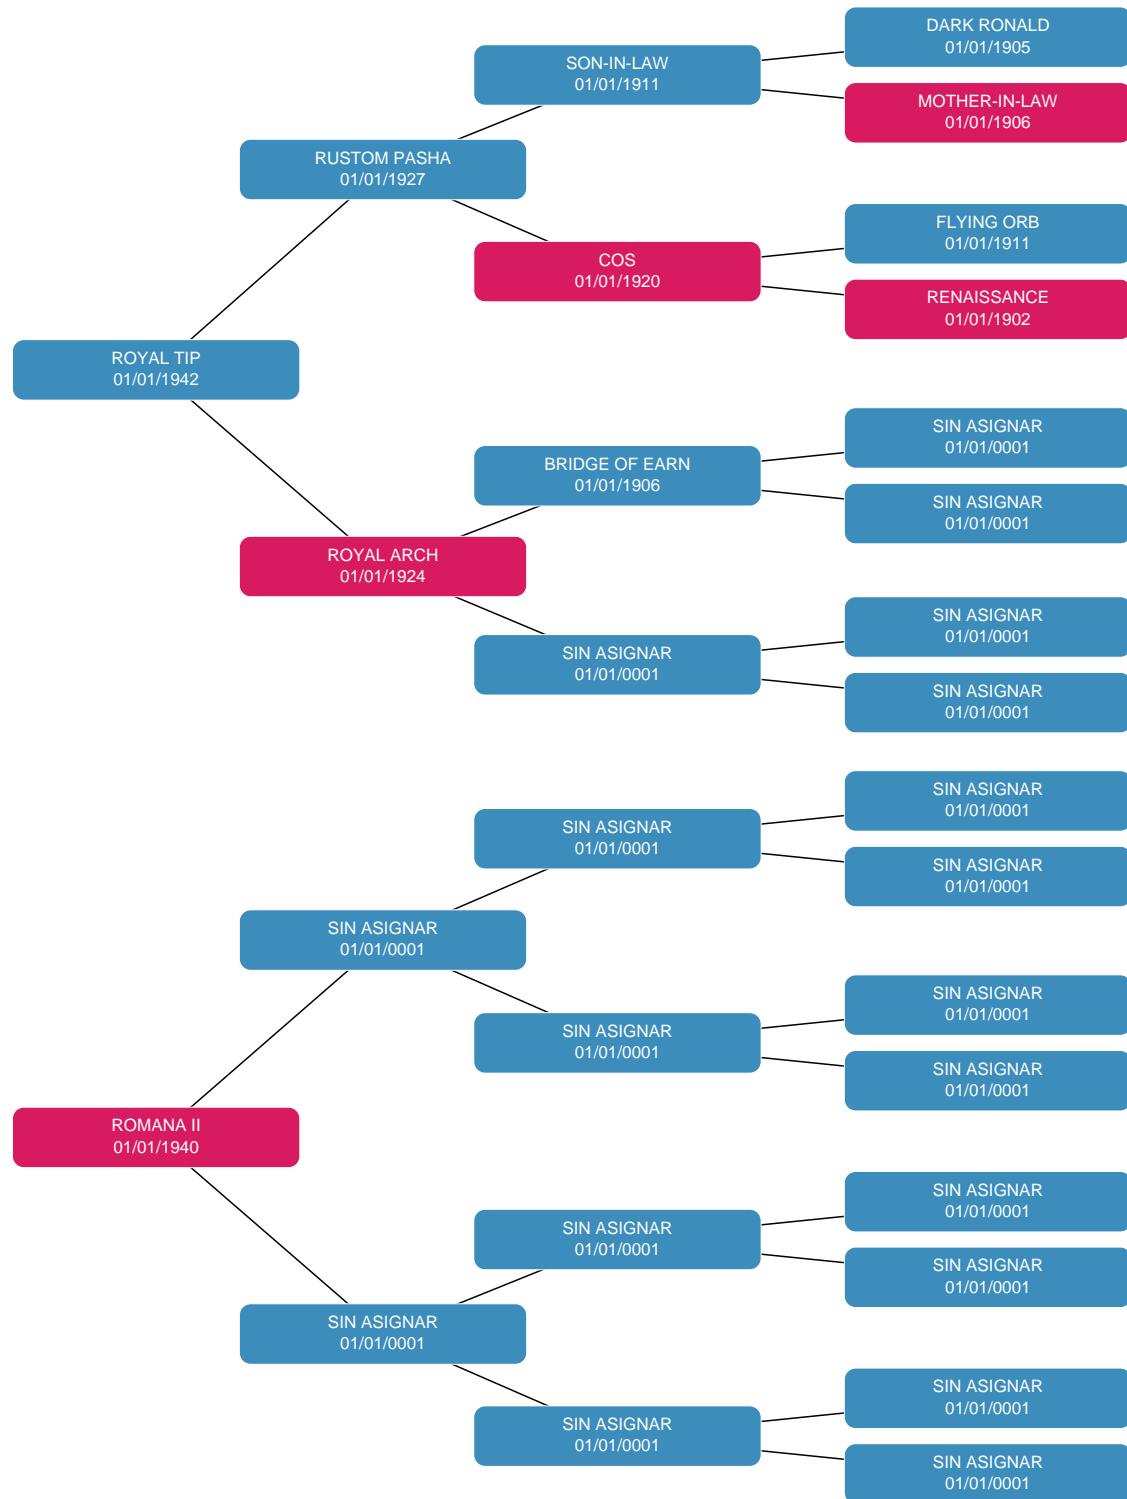 DARK RONALD
01/01/1905
SON-IN-LAW
01/01/1911
MOTHER-IN-LAW
01/01/1906
RUSTOM PASHA
01/01/1927
FLYING ORB
01/01/1911
COS
01/01/1920
RENAISSANCE
01/01/1902
ROYAL TIP
01/01/1942
SIN ASIGNAR
01/01/0001
BRIDGE OF EARN
01/01/1906
SIN ASIGNAR
01/01/0001
ROYAL ARCH
01/01/1924
SIN ASIGNAR
01/01/0001
SIN ASIGNAR
01/01/0001
SIN ASIGNAR
01/01/0001
SIN ASIGNAR
01/01/0001
SIN ASIGNAR
01/01/0001
SIN ASIGNAR
01/01/0001
SIN ASIGNAR
01/01/0001
SIN ASIGNAR
01/01/0001
SIN ASIGNAR
01/01/0001
SIN ASIGNAR
01/01/0001
ROMANA II
01/01/1940
SIN ASIGNAR
01/01/0001
SIN ASIGNAR
01/01/0001
SIN ASIGNAR
01/01/0001
SIN ASIGNAR
01/01/0001
SIN ASIGNAR
01/01/0001
SIN ASIGNAR
01/01/0001
SIN ASIGNAR
01/01/0001